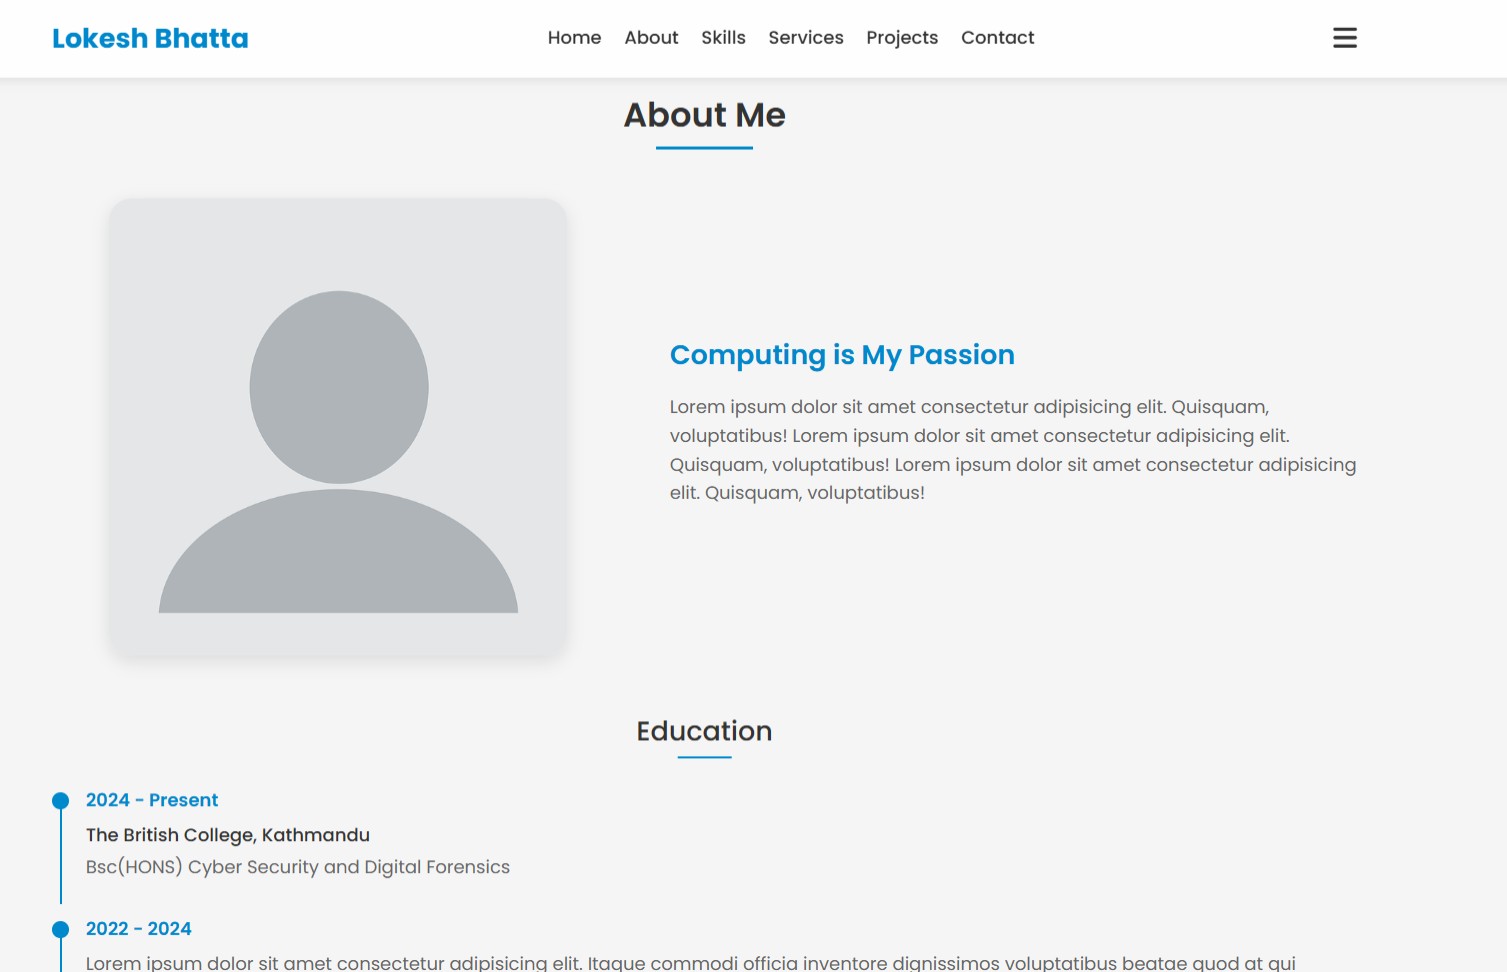 Lokesh Bhatta
Home About Skills Services Projects Contact
About Me
Computing is My Passion
Lorem ipsum dolor sit amet consectetur adipisicing elit. Quisquam,
voluptatibus! Lorem ipsum dolor sit amet consectetur adipisicing elit.
Quisquam, voluptatibus! Lorem ipsum dolor sit amet consectetur adipisicing
elit. Quisquam, voluptatibus!
Education
2024 - Present
The British College, Kathmandu
Bsc(HONS) Cyber Security and Digital Forensics
2022 - 2024
Lorem ipsum dolor sit amet consectetur adipisicing elit. Itaque commodi officia inventore dignissimos voluptatibus beatae quod at qui